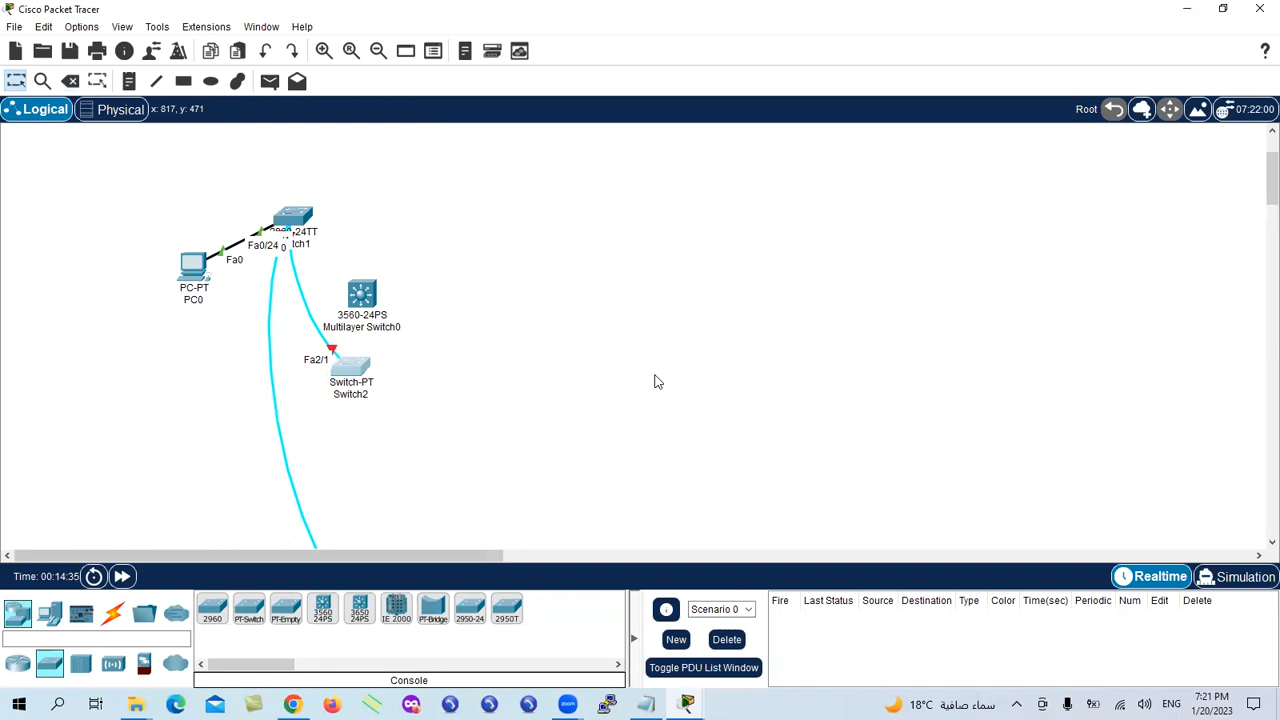 Cisco Packet Tracer
File Edit Options View Tools Extensions Window Help
Logical Physical x: 817, y: 471 Root 07:22:00
24TT
Fa0/24 0 tch1
Fa0
PC-PT
PC0
3560-24PS
Multilayer Switch0
Fa2/1
Switch-PT
Switch2
Time: 00:14:35 Realtime Simulation
2960 PT-Switch PT-Empty 3560 24PS 3650 24PS IE 2000 PT-Bridge 2950-24 2950T
Scenario 0
New Delete
Toggle PDU List Window
Fire Last Status Source Destination Type Color Time(sec) Periodic Num Edit Delete
Console
18°C سماء صافية
ENG
7:21 PM
1/20/2023